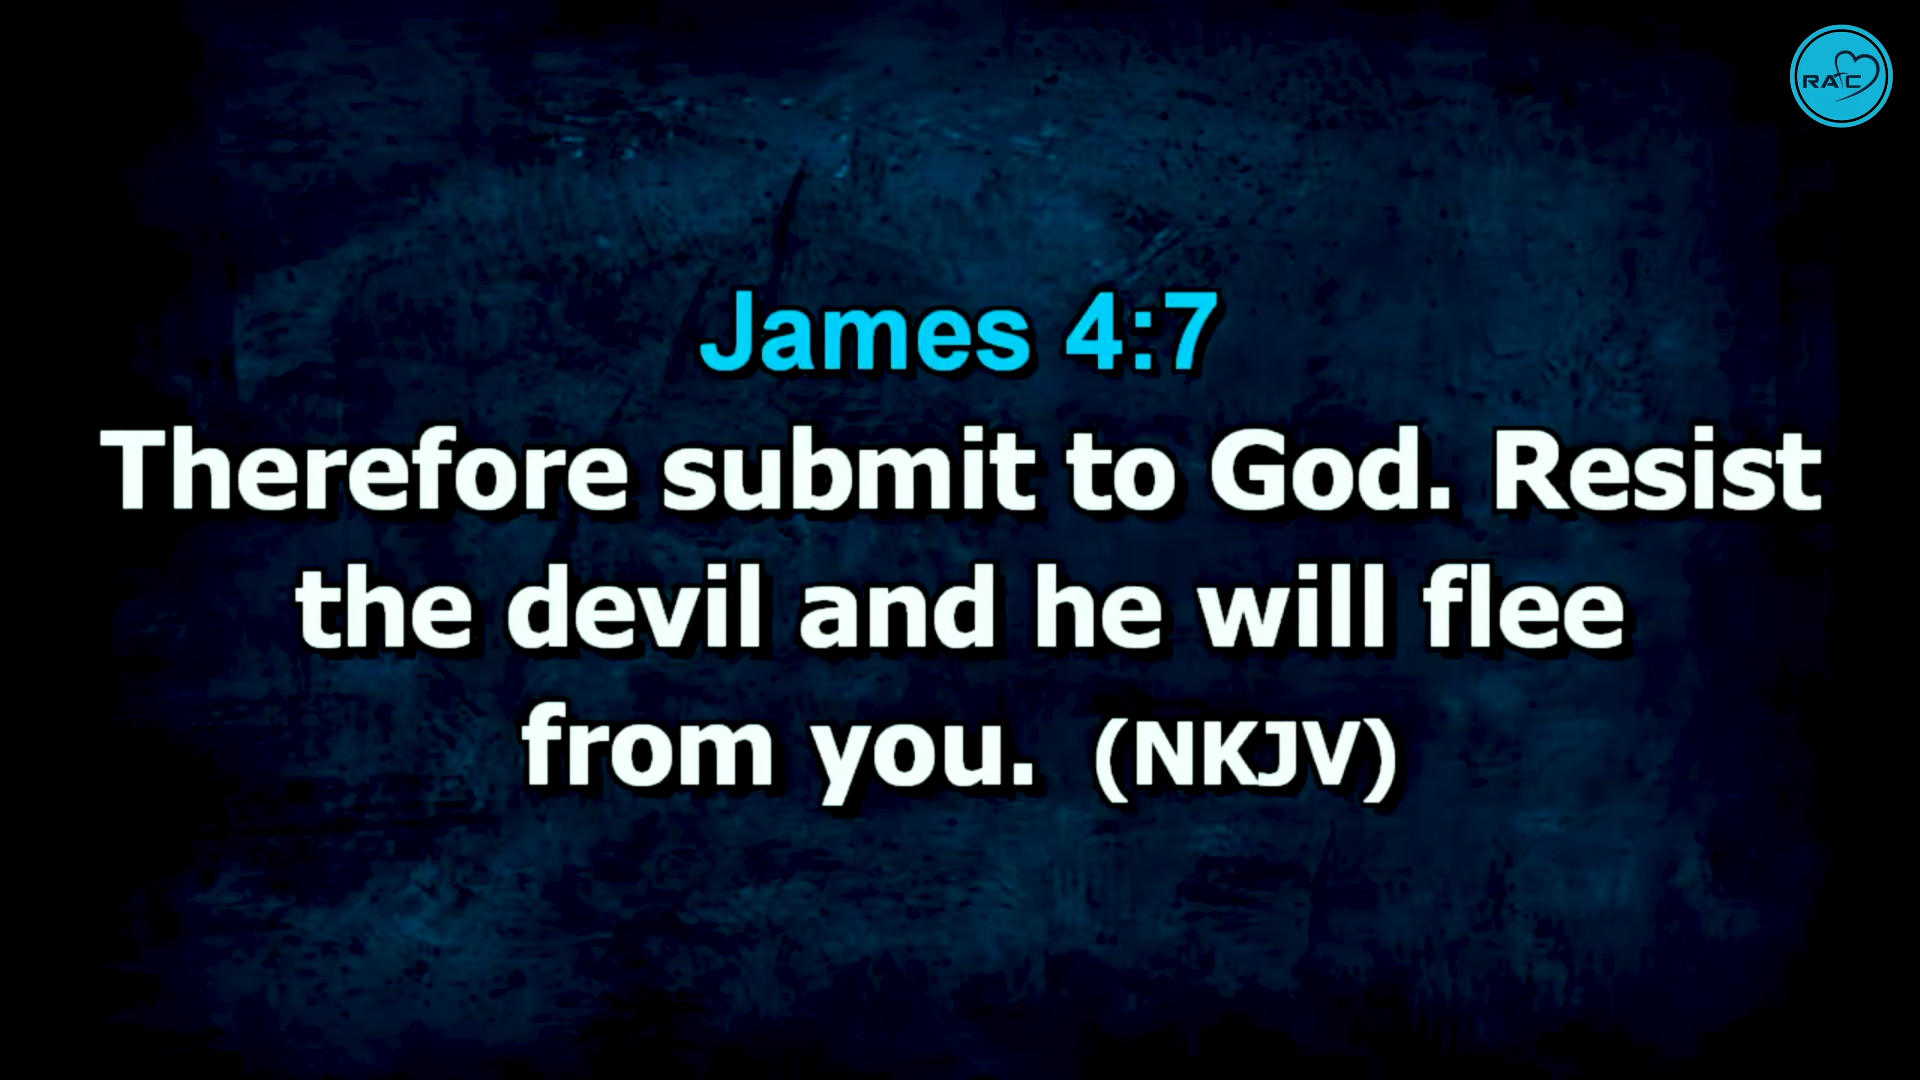 RAC
James 4:7
Therefore submit to God. Resist
the devil and he will flee
from you. (NKJV)